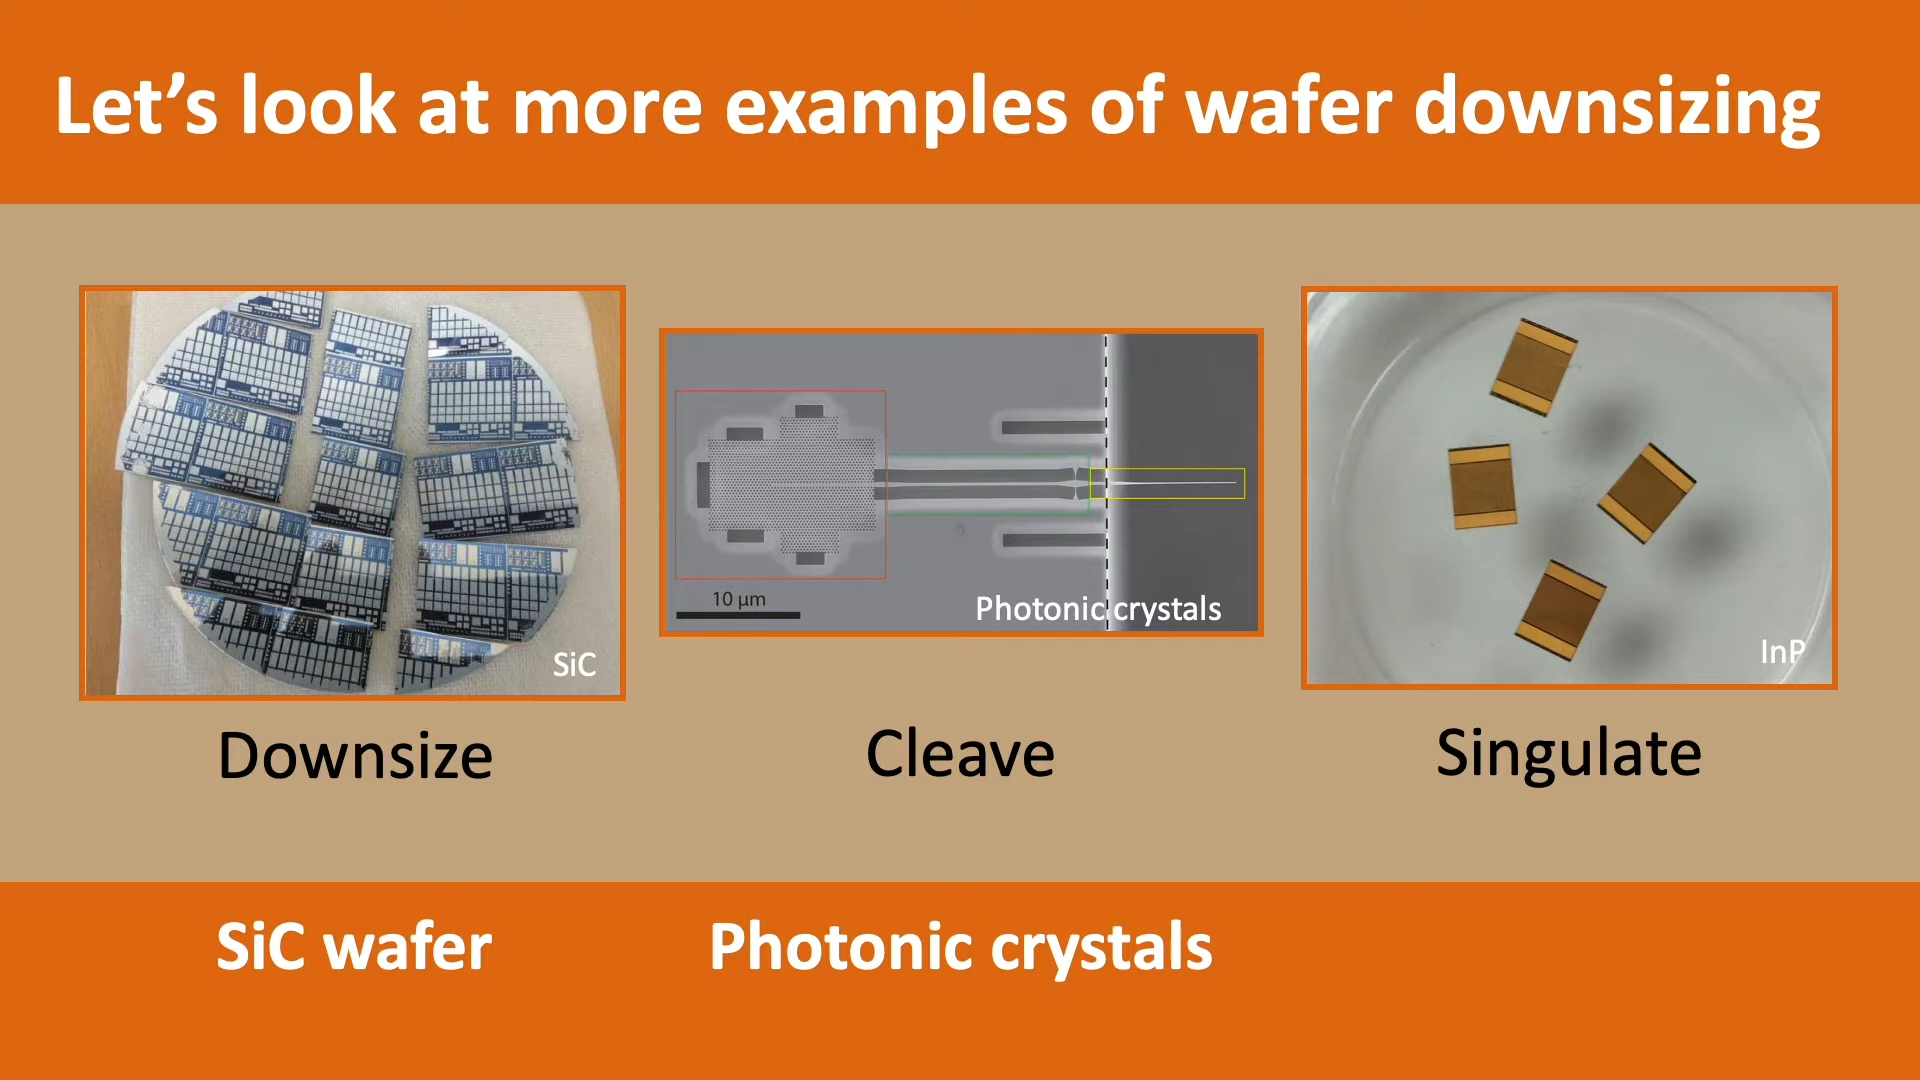 Let’s look at more examples of wafer downsizing
SiC
10 µm
Photonic crystals
InP
Downsize
Cleave
Singulate
SiC wafer
Photonic crystals